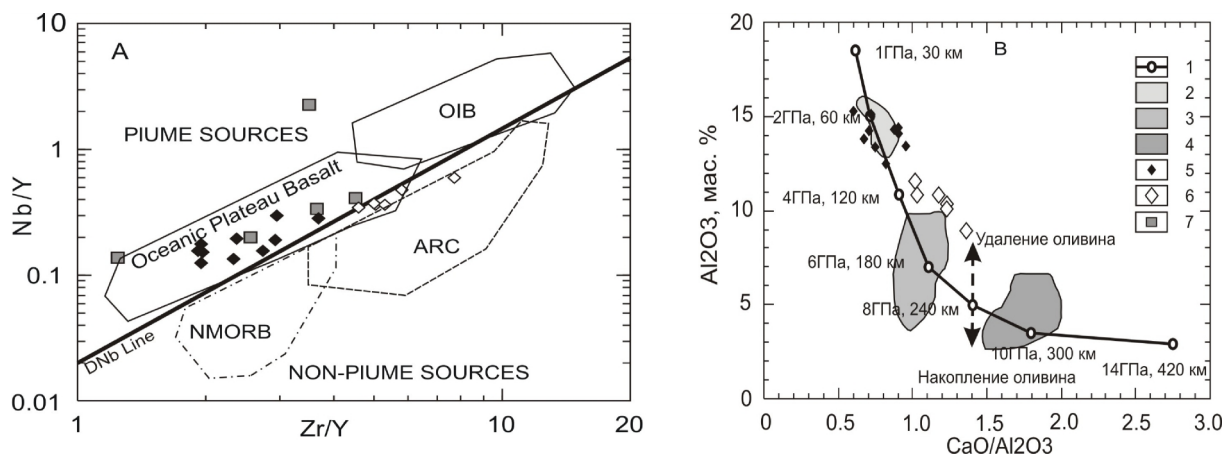 10
A
PIUME SOURCES
OIB
1
Nb/Y
Oceanic Plateau Basalt
ARC
0.1
NMORB
DNb Line
NON-PIUME SOURCES
0.01
1
Zr/Y
10
20
20
1ГПа, 30 км
B
1
2
3
4
5
6
7
15
2ГПа, 60 км
Al2O3, мас. %
4ГПа, 120 км
10
Удаление оливина
6ГПа, 180 км
5
8ГПа, 240 км
10ГПа, 300 км
14ГПа, 420 км
Накопление оливина
0
0
0.5
1.0
1.5
2.0
2.5
3.0
CaO/Al2O3